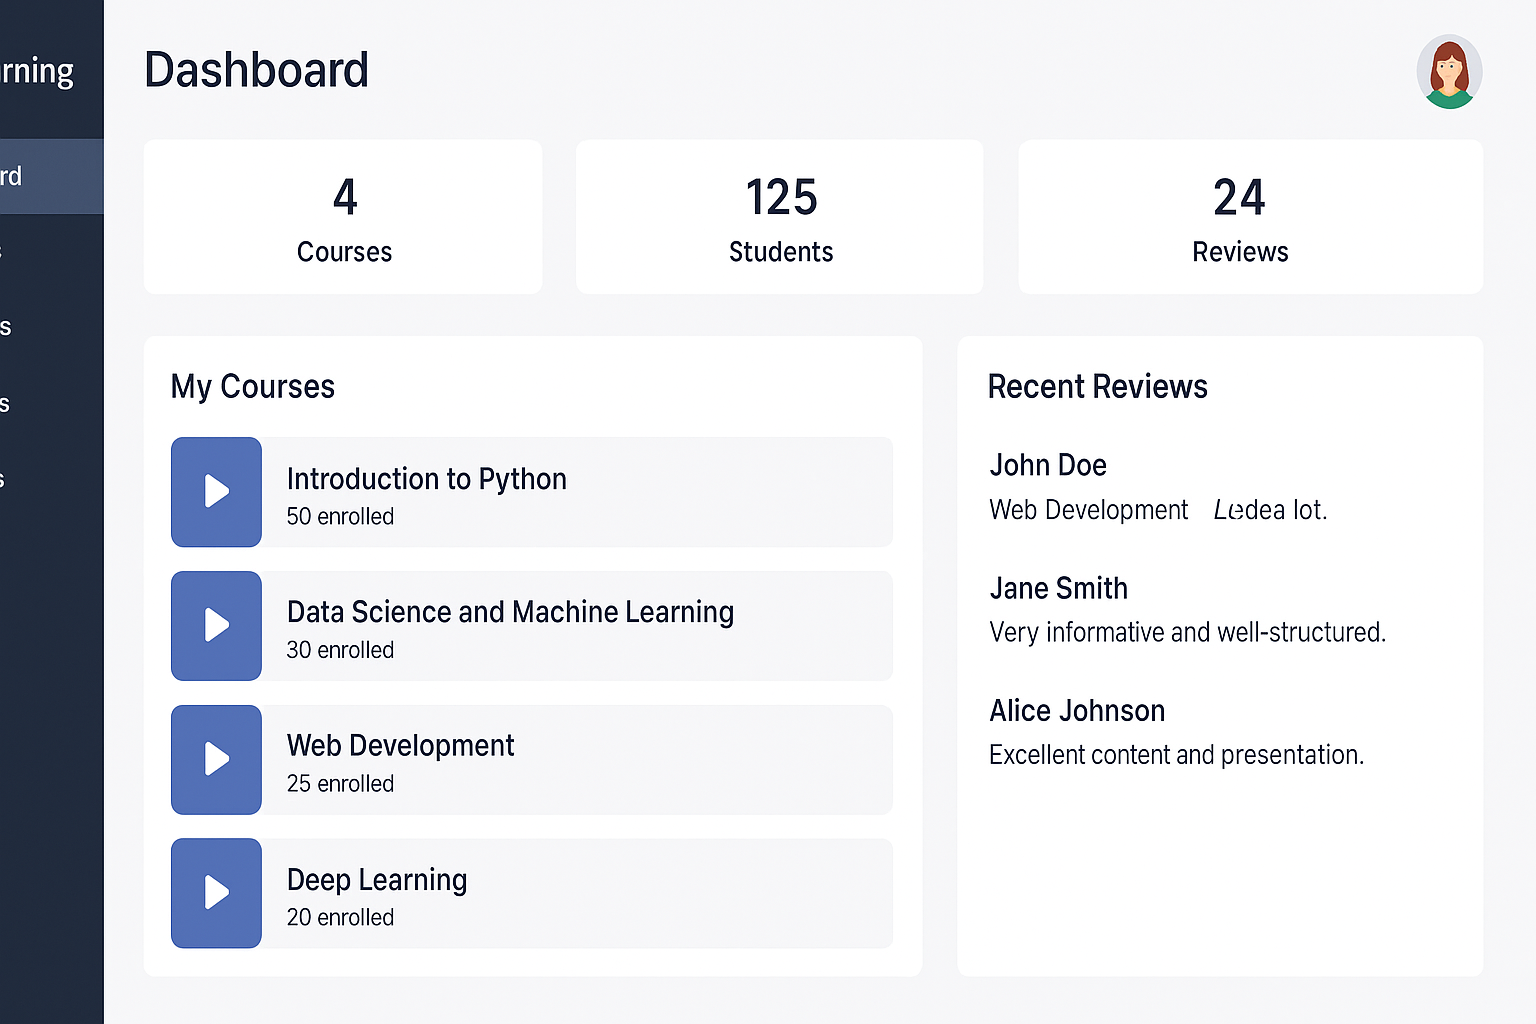 rning
Dashboard
rd
4
Courses
125
Students
24
Reviews
s
s
s
s
My Courses
Introduction to Python
50 enrolled
Data Science and Machine Learning
30 enrolled
Web Development
25 enrolled
Deep Learning
20 enrolled
Recent Reviews
John Doe
Web Development Ledea lot.
Jane Smith
Very informative and well-structured.
Alice Johnson
Excellent content and presentation.